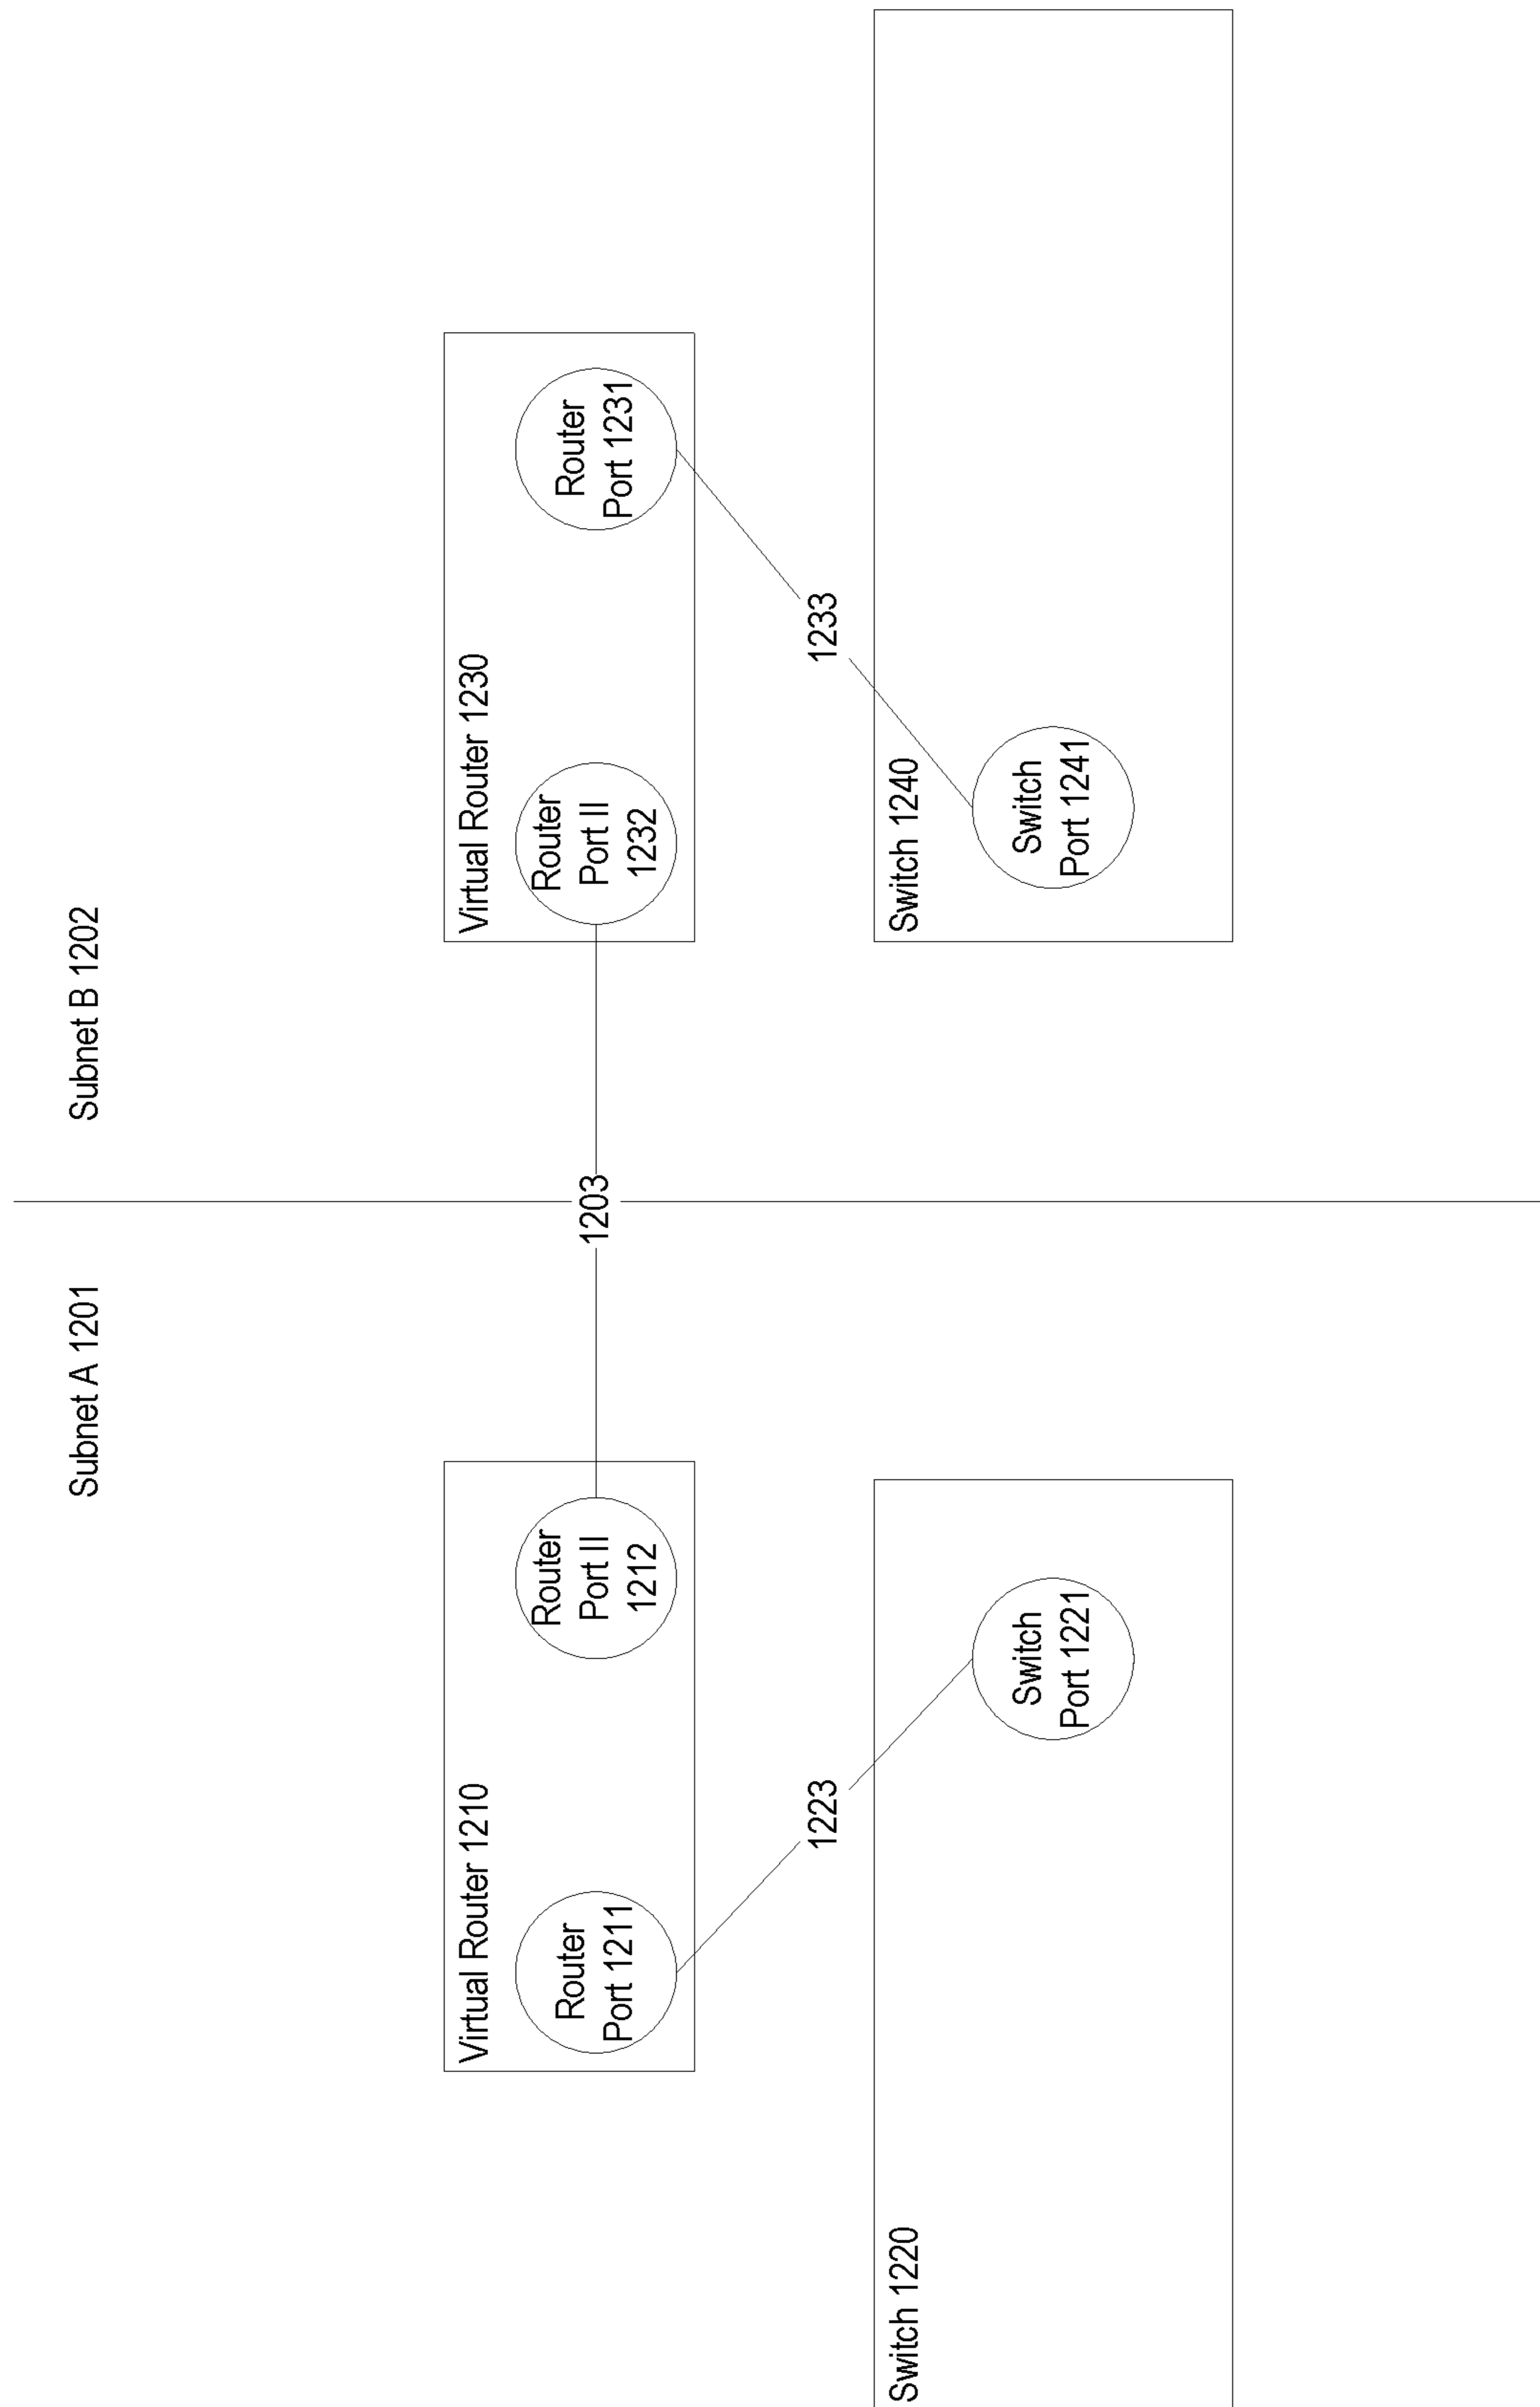 Subnet A 1201
Subnet B 1202
Virtual Router 1210
Router
Port 1211
Router
Port II
1212
1203
Virtual Router 1230
Router
Port II
1232
Router
Port 1231
1223
1233
Switch 1220
Switch
Port 1221
Switch 1240
Switch
Port 1241